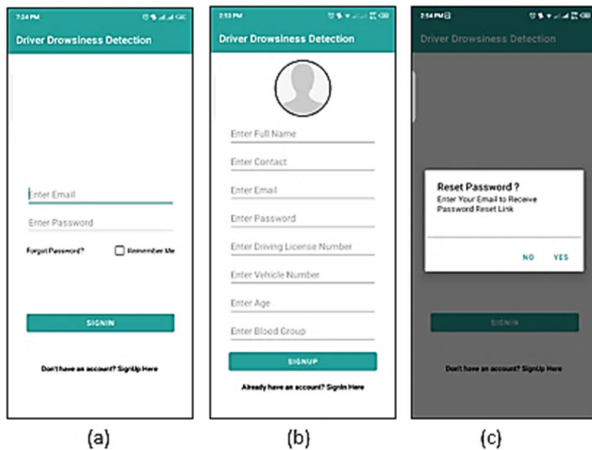 7:24 PM
Driver Drowsiness Detection
Enter Email
Enter Password
Forgot Password?
Remember Me
SIGNIN
Don't have an account? SignUp Here
(a)
2:53 PM
Driver Drowsiness Detection
Enter Full Name
Enter Contact
Enter Email
Enter Password
Enter Driving License Number
Enter Vehicle Number
Enter Age
Enter Blood Group
SIGNUP
Already have an account? SignIn Here
(b)
2:54 PM
Driver Drowsiness Detection
Reset Password ?
Enter Your Email to Receive
Password Reset Link
NO YES
SIGNIN
Don't have an account? SignUp Here
(c)